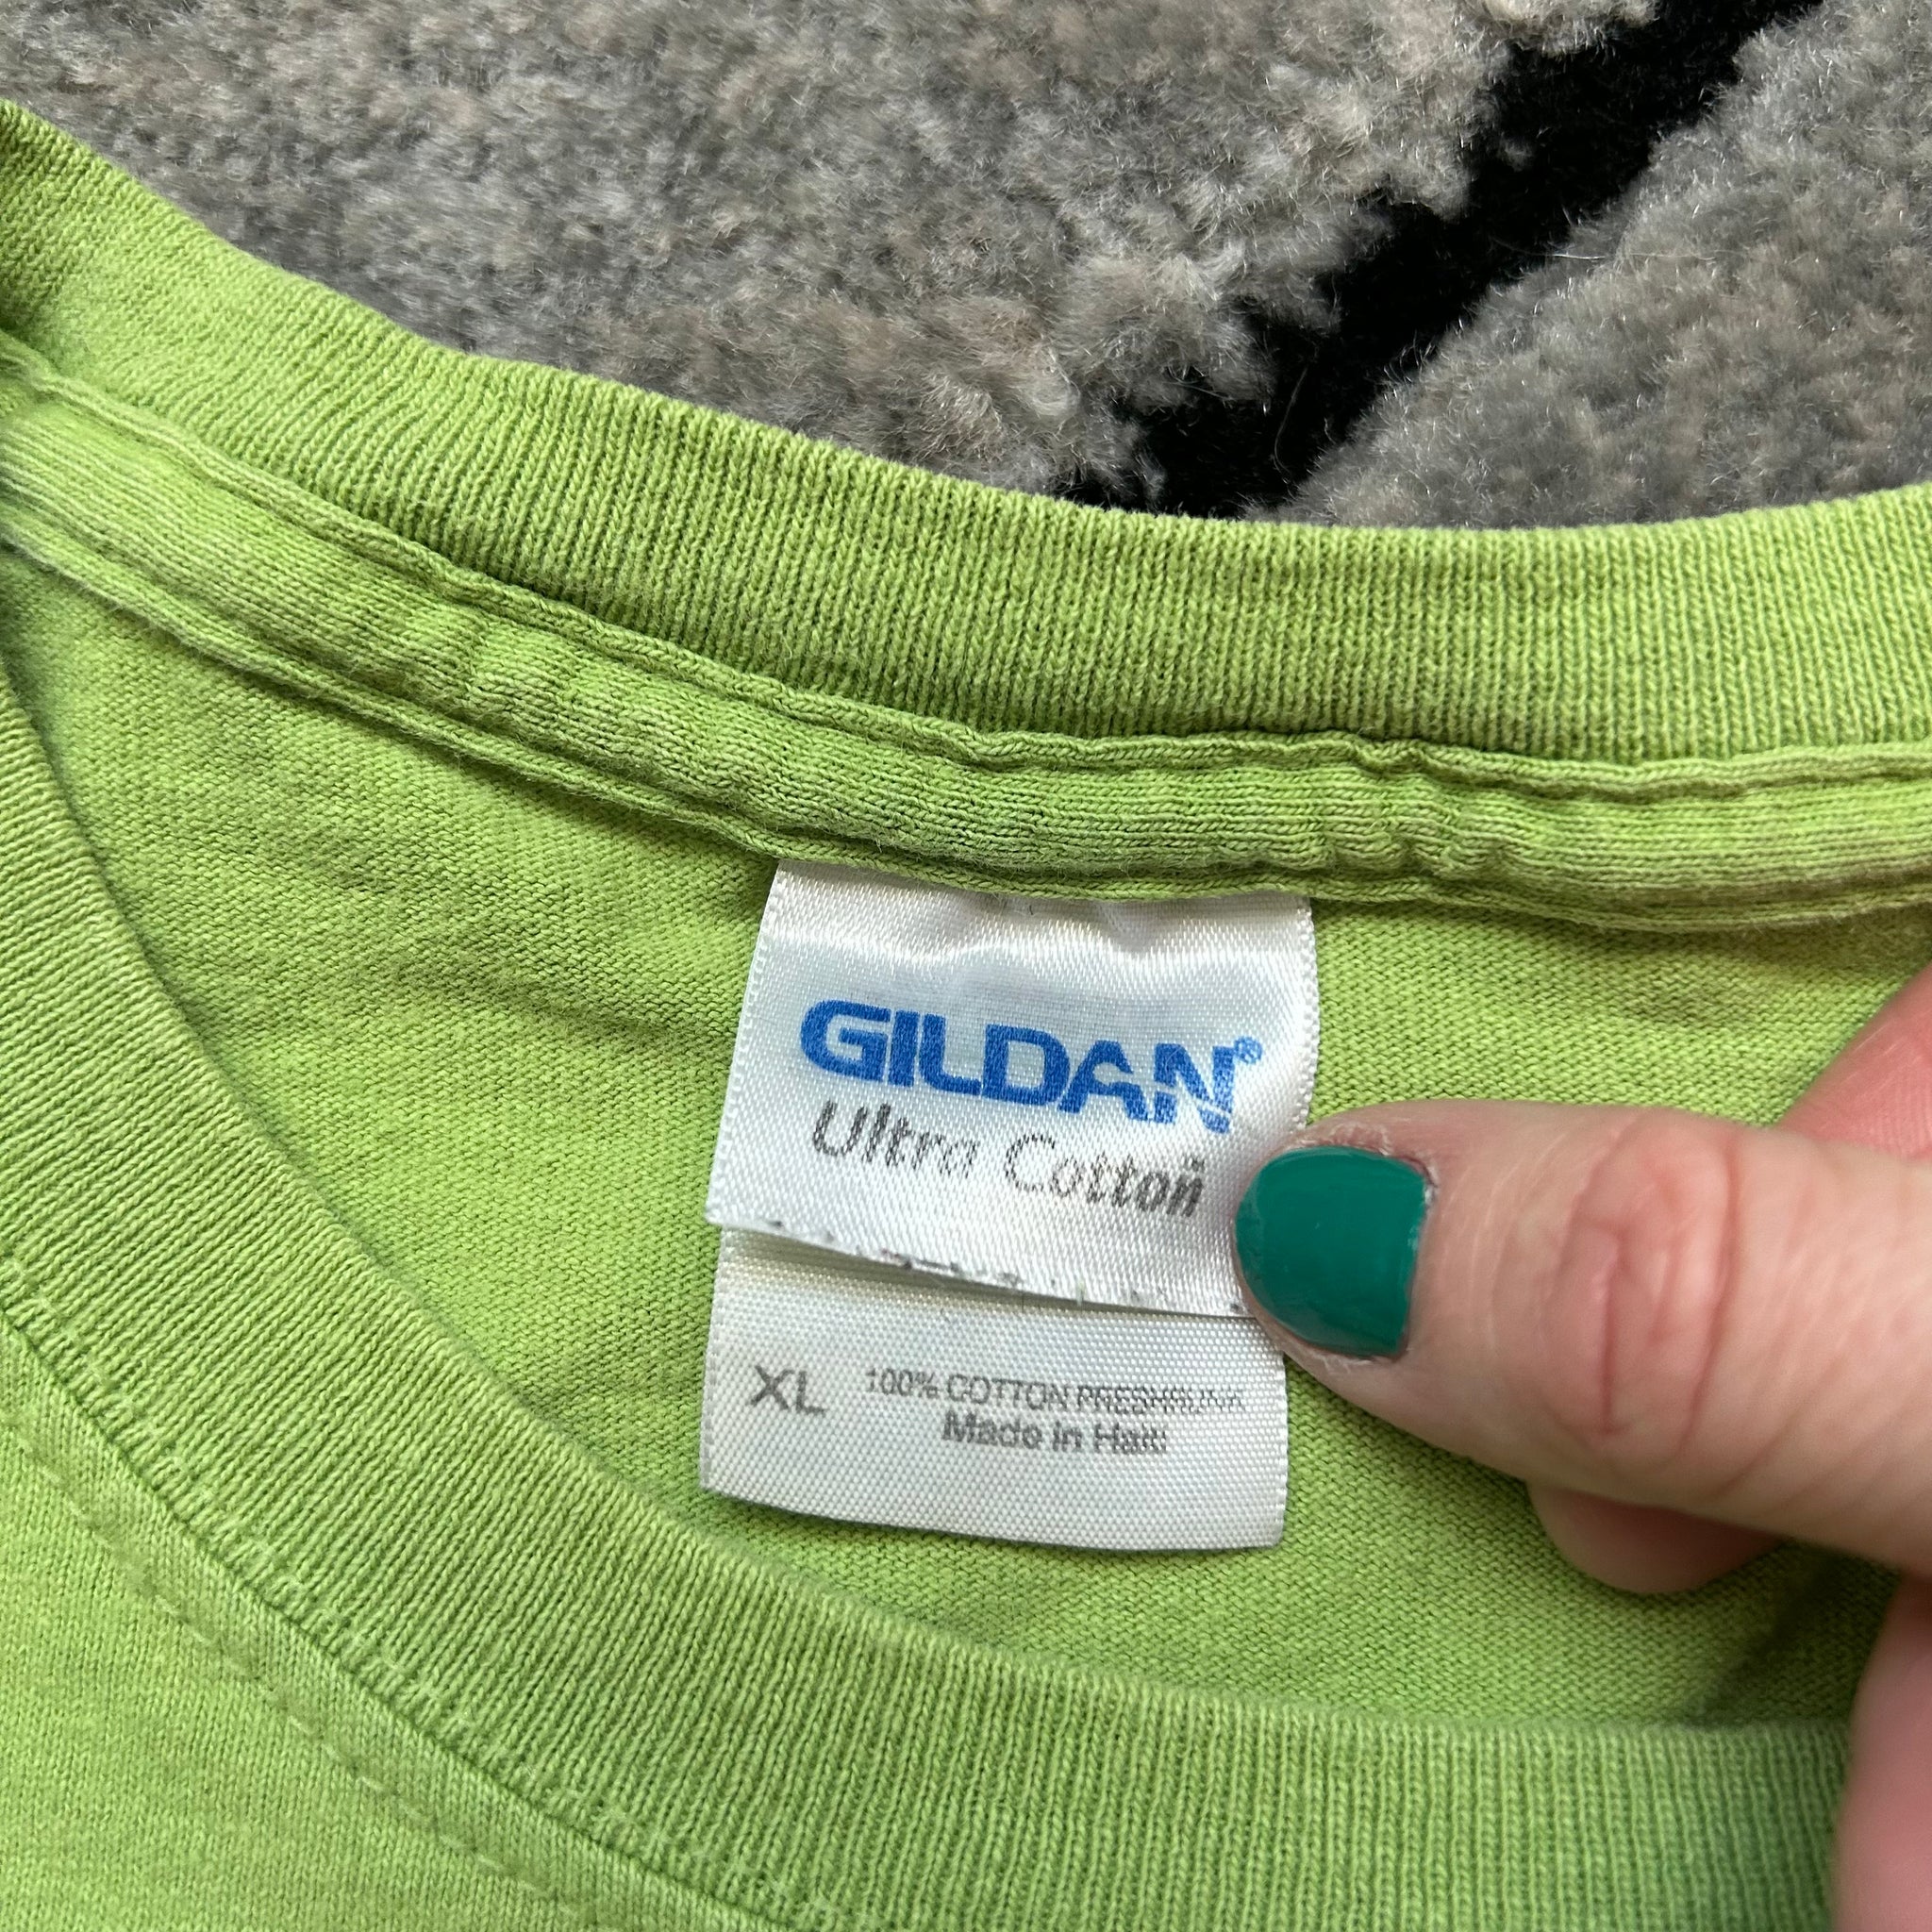 GILDAN®
Ultra Cotton
XL 100% COTTON PRESHRUNK
Made in Haiti